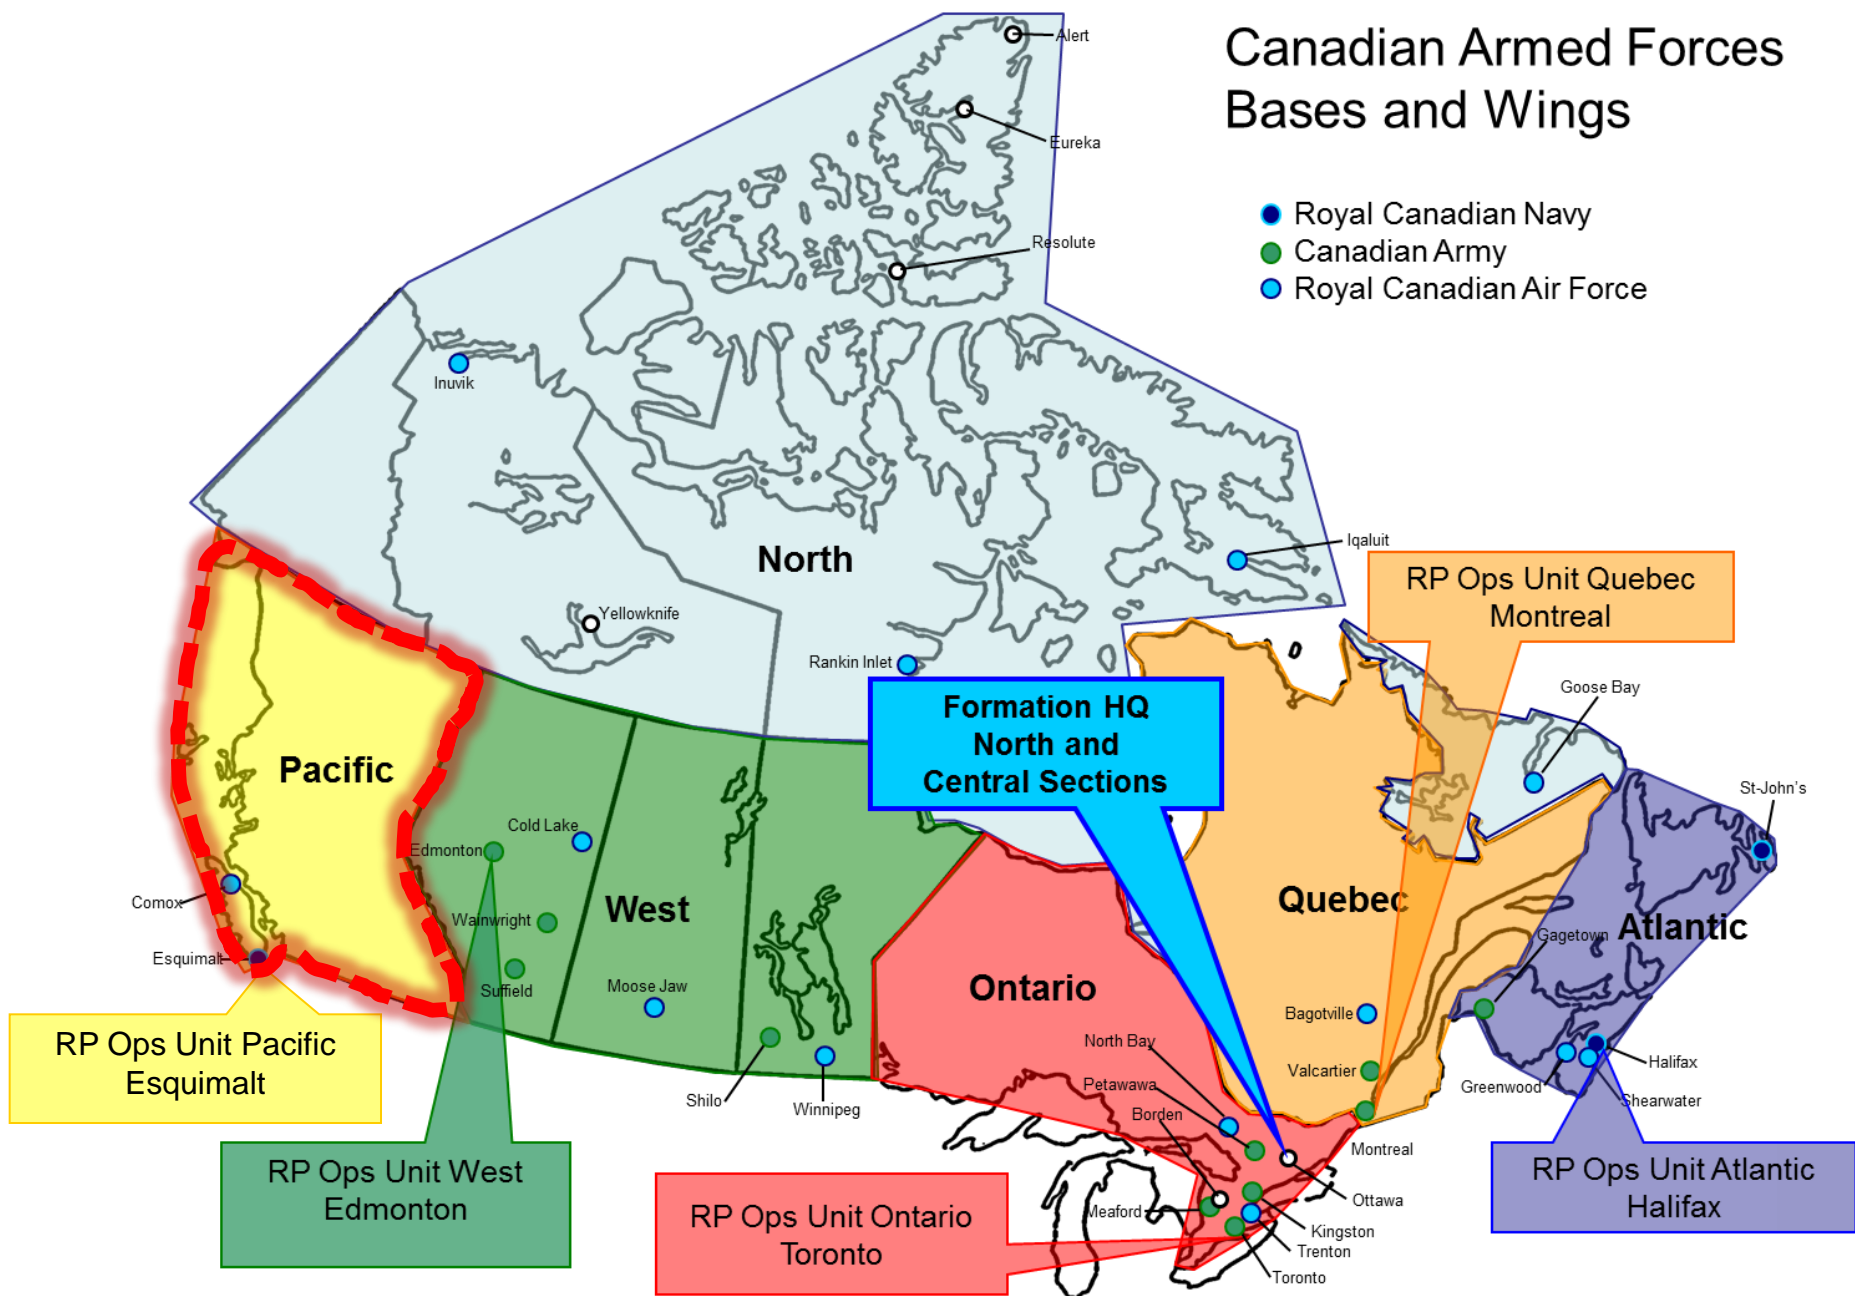 Canadian Armed Forces
Bases and Wings
Royal Canadian Navy
Canadian Army
Royal Canadian Air Force
Alert
Eureka
Resolute
Inuvik
North
Iqaluit
Yellowknife
Rankin Inlet
RP Ops Unit Quebec
Montreal
Formation HQ
North and
Central Sections
Goose Bay
St-John's
Pacific
Cold Lake
Edmonton
West
Wainwright
Suffield
Moose Jaw
Comox
Esquimalt
Quebec
Atlantic
Gagetown
Ontario
Bagotville
Valcartier
North Bay
Petawawa
Borden
Halifax
Greenwood
Shearwater
Shilo
Winnipeg
Montreal
Ottawa
Meaford
Kingston
Trenton
Toronto
RP Ops Unit Pacific
Esquimalt
RP Ops Unit West
Edmonton
RP Ops Unit Ontario
Toronto
RP Ops Unit Atlantic
Halifax